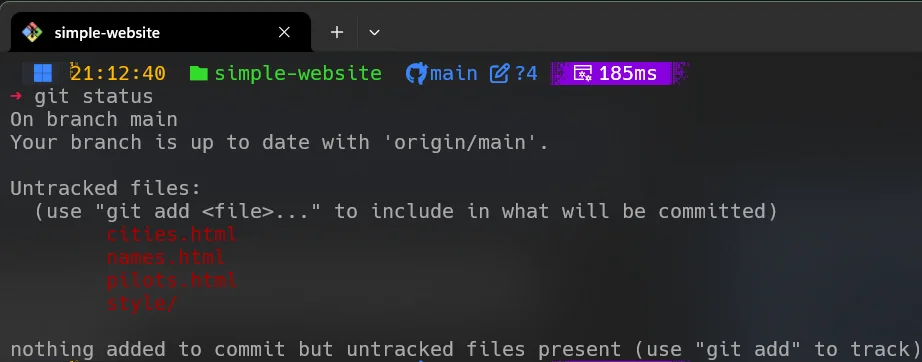 simple-website
21:12:40 simple-website main ?4 185ms
➜ git status
On branch main
Your branch is up to date with 'origin/main'.
Untracked files:
(use "git add <file>..." to include in what will be committed)
cities.html
names.html
pilots.html
style/
nothing added to commit but untracked files present (use "git add" to track)